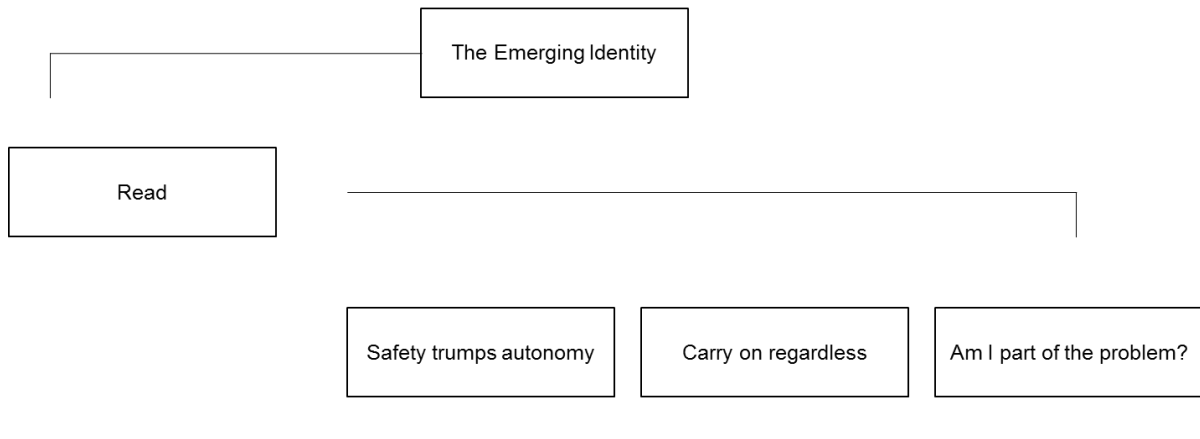 The Emerging Identity
Read
Safety trumps autonomy
Carry on regardless
Am I part of the problem?